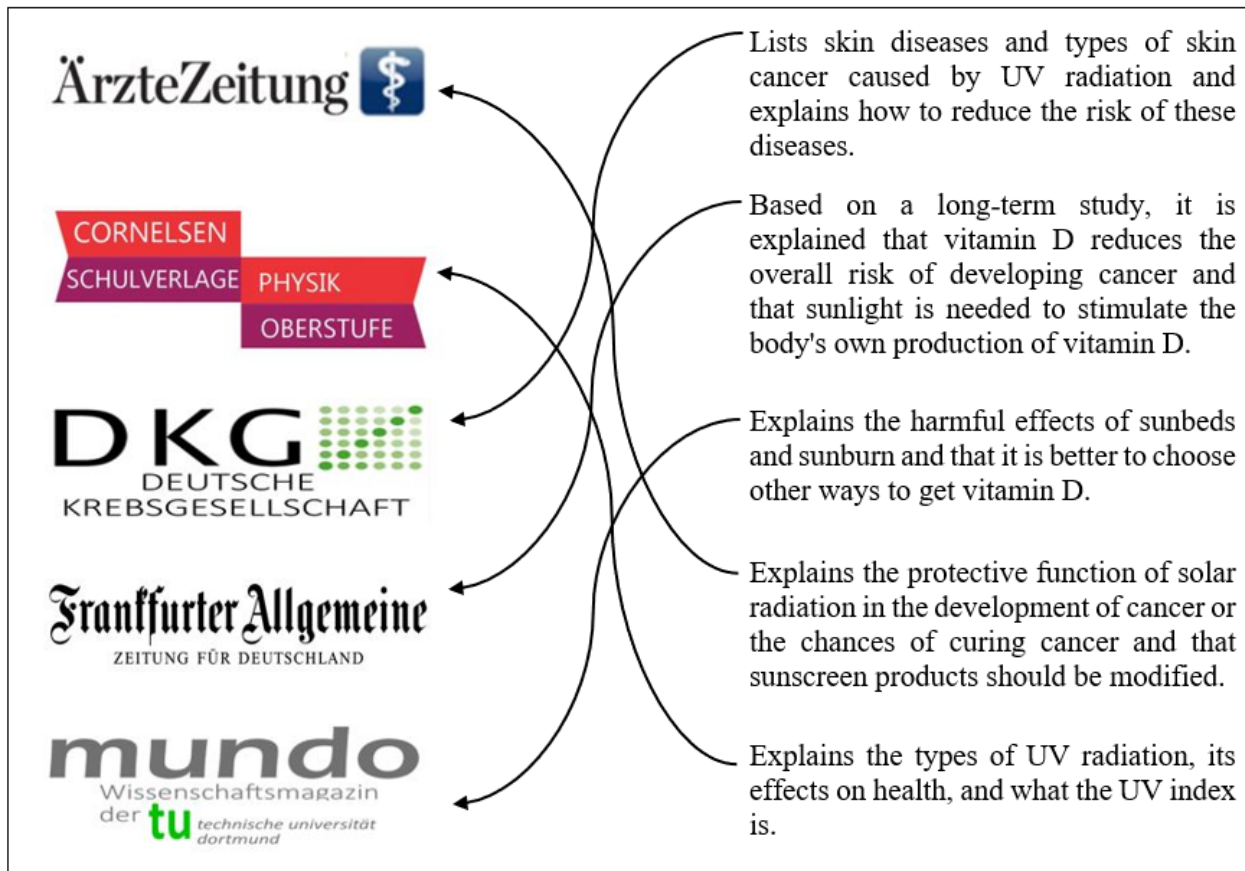 ÄrzteZeitung
CORNELSEN
SCHULVERLAGE
PHYSIK
OBERSTUFE
DKG
DEUTSCHE
KREBSGESELLSCHAFT
Frankfurter Allgemeine
ZEITUNG FÜR DEUTSCHLAND
mundo
Wissenschaftsmagazin
der tu technische universität
dortmund
Lists skin diseases and types of skin
cancer caused by UV radiation and
explains how to reduce the risk of these
diseases.
Based on a long-term study, it is
explained that vitamin D reduces the
overall risk of developing cancer and
that sunlight is needed to stimulate the
body's own production of vitamin D.
Explains the harmful effects of sunbeds
and sunburn and that it is better to choose
other ways to get vitamin D.
Explains the protective function of solar
radiation in the development of cancer or
the chances of curing cancer and that
sunscreen products should be modified.
Explains the types of UV radiation, its
effects on health, and what the UV index
is.